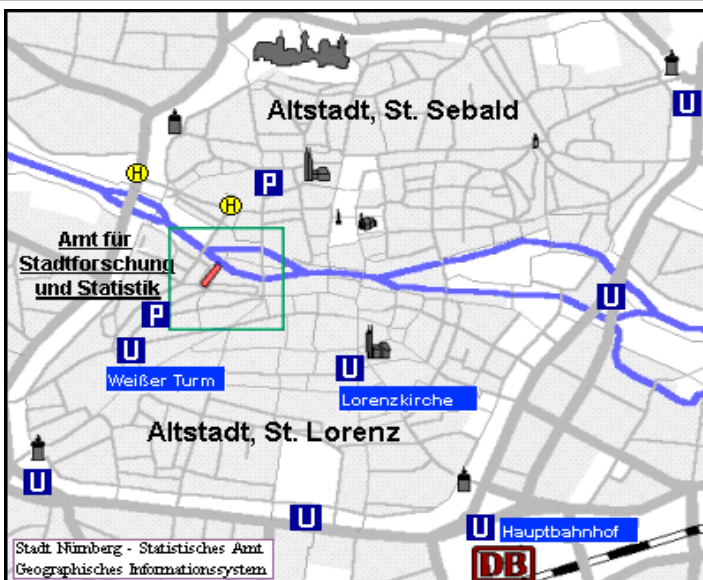 Altstadt, St. Sebald
U
H
P
H
Amt für
Stadtforschung
und Statistik
P
U
U
Weißer Turm
U
Lorenzkirche
Altstadt, St. Lorenz
U
U
U
Hauptbahnhof
DB
Stadt Nürnberg - Statistisches Amt
Geographisches Informationssystem